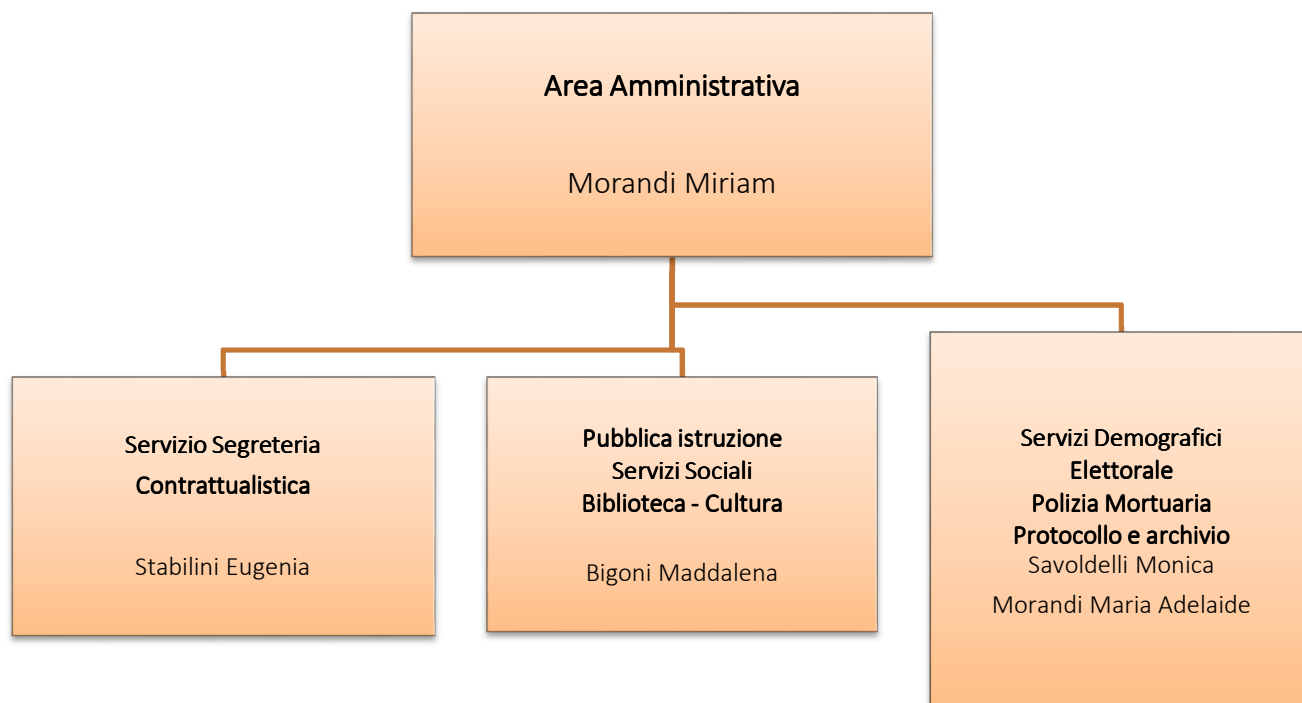 Area Amministrativa
Morandi Miriam
Servizio Segreteria
Contrattualistica
Stabilini Eugenia
Pubblica istruzione
Servizi Sociali
Biblioteca - Cultura
Bigoni Maddalena
Servizi Demografici
Elettorale
Polizia Mortuaria
Protocollo e archivio
Savoldelli Monica
Morandi Maria Adelaide